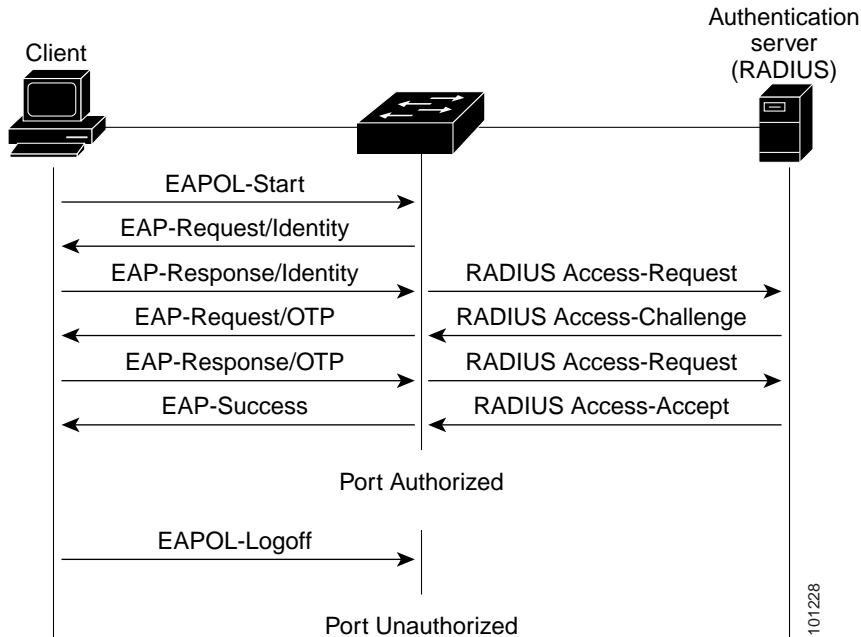 Authentication
server
(RADIUS)
Client
EAPOL-Start
EAP-Request/Identity
EAP-Response/Identity RADIUS Access-Request
EAP-Request/OTP RADIUS Access-Challenge
EAP-Response/OTP RADIUS Access-Request
EAP-Success RADIUS Access-Accept
Port Authorized
EAPOL-Logoff
Port Unauthorized
101228